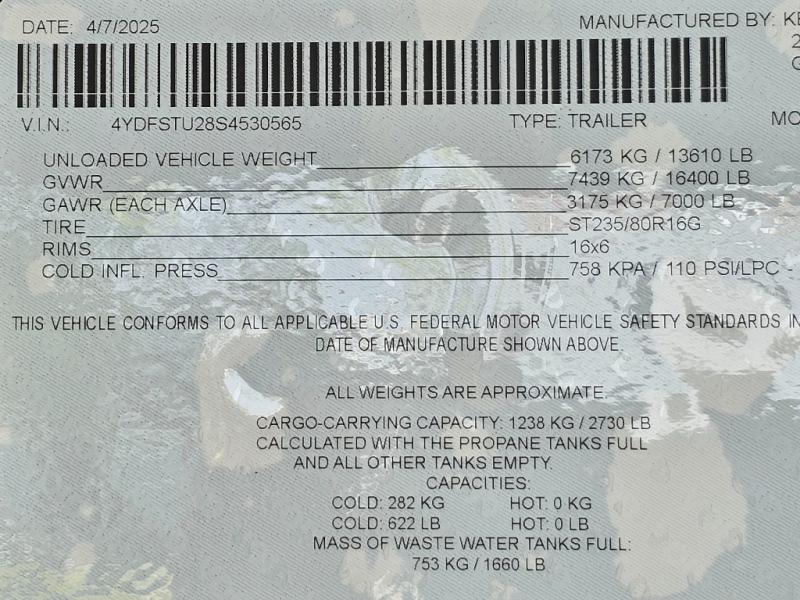 DATE: 4/7/2025 MANUFACTURED BY: KE
2
G
V.I.N.: 4YDFSTU28S4530565 TYPE: TRAILER MO
UNLOADED VEHICLE WEIGHT 6173 KG / 13610 LB
GVWR 7439 KG / 16400 LB
GAWR (EACH AXLE) 3175 KG / 7000 LB
TIRE ST235/80R16G
RIMS 16x6
COLD INFL. PRESS 758 KPA / 110 PSI/LPC -
THIS VEHICLE CONFORMS TO ALL APPLICABLE U.S. FEDERAL MOTOR VEHICLE SAFETY STANDARDS IN
DATE OF MANUFACTURE SHOWN ABOVE.
ALL WEIGHTS ARE APPROXIMATE.
CARGO-CARRYING CAPACITY: 1238 KG / 2730 LB
CALCULATED WITH THE PROPANE TANKS FULL
AND ALL OTHER TANKS EMPTY.
CAPACITIES:
COLD: 282 KG HOT: 0 KG
COLD: 622 LB HOT: 0 LB
MASS OF WASTE WATER TANKS FULL:
753 KG / 1660 LB